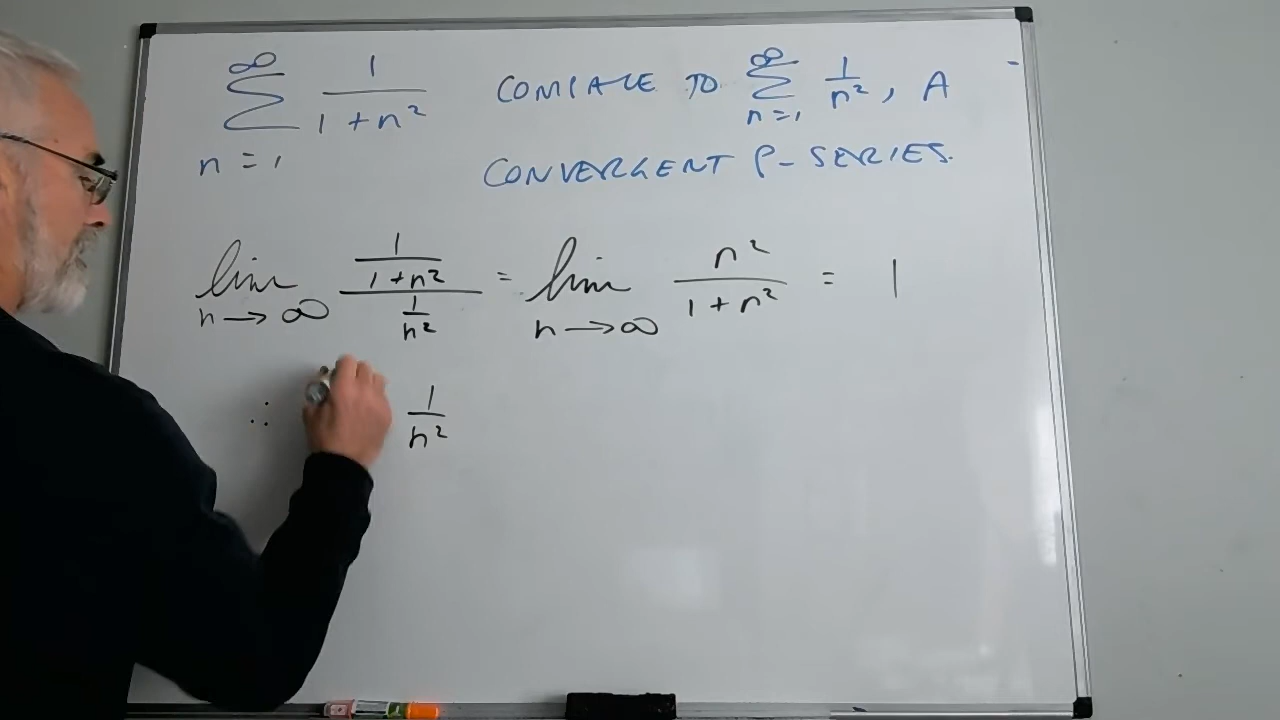 ∞ ∑ n=1 1/(1+n²) COMPARE TO ∞ ∑ n=1 1/n², A
CONVERGENT P-SERIES.
lim n→∞ (1/(1+n²))/(1/n²) = lim n→∞ n²/(1+n²) = 1
∴ 1/n²